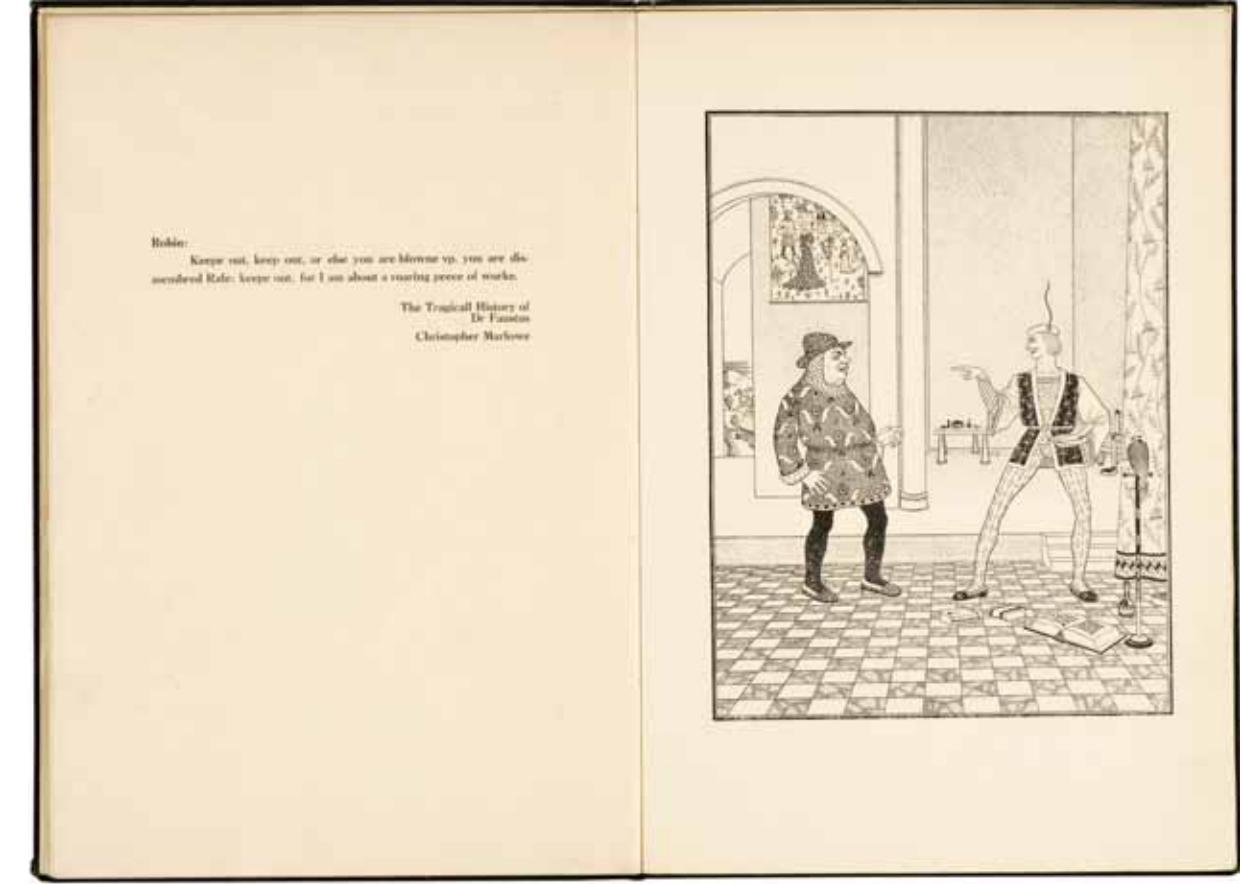 Robin:
Keepe out, keep out, or else you are blowne vp, you are dis-
membred Rafe: keepe out, for I am about a roaring peece of worke.
The Tragicall History of
Dr Faustus
Christopher Marlowe